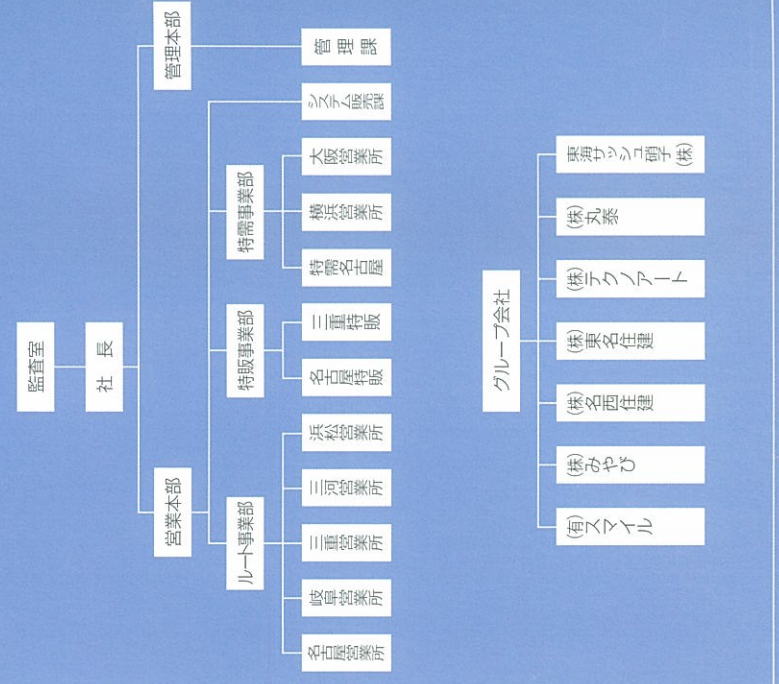 監査室
社長
営業本部
管理本部
ルート事業部
特販事業部
特需事業部
名古屋営業所
岐阜営業所
三重営業所
三河営業所
浜松営業所
名古屋特販
三重特販
特需名古屋
横浜営業所
大阪営業所
システム販売課
管理課
グループ会社
(有)スマイル
(株)みやび
(株)名西住建
(株)東名住建
(株)テクノアート
(株)丸泰
東海サッシュ硝子(株)